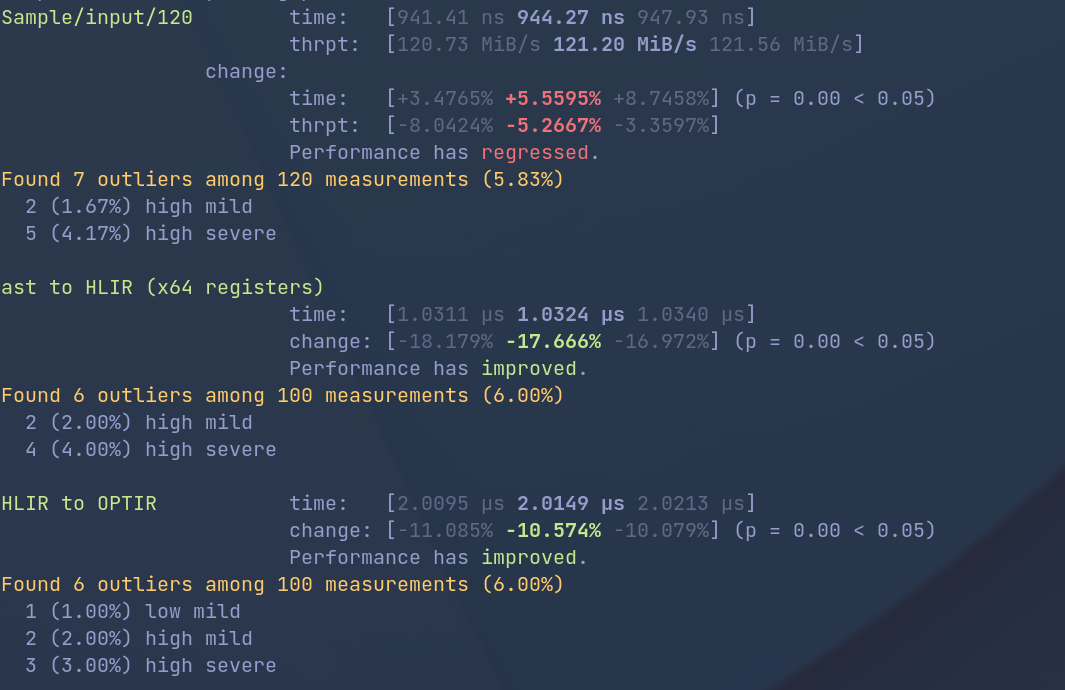 Sample/input/120        time:   [941.41 ns 944.27 ns 947.93 ns]
                        thrpt:  [120.73 MiB/s 121.20 MiB/s 121.56 MiB/s]
                 change:
                        time:   [+3.4765% +5.5595% +8.7458%] (p = 0.00 < 0.05)
                        thrpt:  [-8.0424% -5.2667% -3.3597%]
                        Performance has regressed.
Found 7 outliers among 120 measurements (5.83%)
  2 (1.67%) high mild
  5 (4.17%) high severe

ast to HLIR (x64 registers)
                        time:   [1.0311 µs 1.0324 µs 1.0340 µs]
                        change: [-18.179% -17.666% -16.972%] (p = 0.00 < 0.05)
                        Performance has improved.
Found 6 outliers among 100 measurements (6.00%)
  2 (2.00%) high mild
  4 (4.00%) high severe

HLIR to OPTIR           time:   [2.0095 µs 2.0149 µs 2.0213 µs]
                        change: [-11.085% -10.574% -10.079%] (p = 0.00 < 0.05)
                        Performance has improved.
Found 6 outliers among 100 measurements (6.00%)
  1 (1.00%) low mild
  2 (2.00%) high mild
  3 (3.00%) high severe